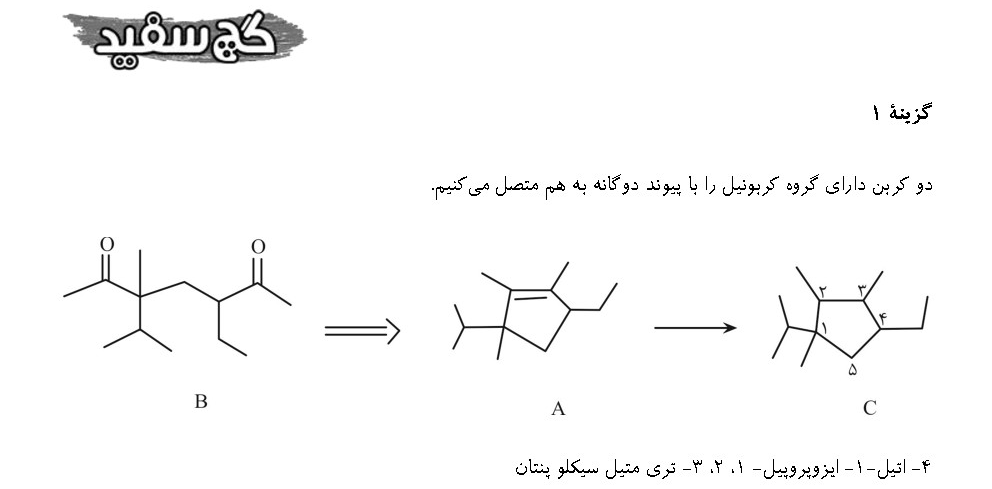 گچ سفید
گزینهٔ ۱
دو کربن دارای گروه کربونیل را با پیوند دوگانه به هم متصل می‌کنیم.
O O
۱ ۲ ۳ ۴ ۵
B A C
۴- اتیل-۱- ایزوپروپیل- ۱، ۲، ۳- تری متیل سیکلو پنتان